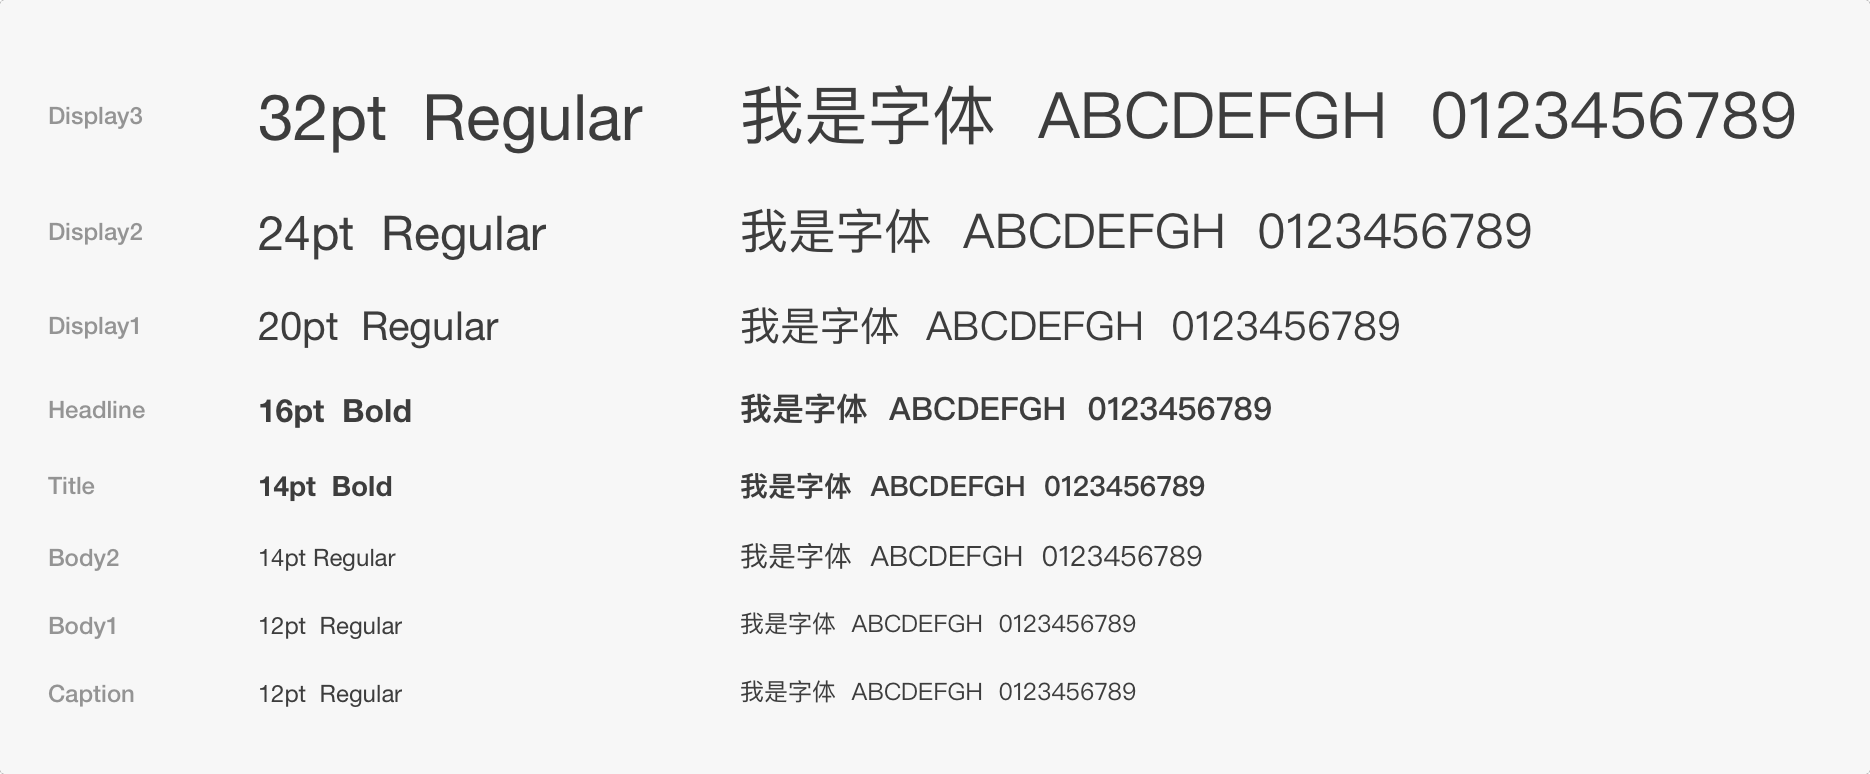 Display3 32pt Regular 我是字体 ABCDEFGH 0123456789
Display2 24pt Regular 我是字体 ABCDEFGH 0123456789
Display1 20pt Regular 我是字体 ABCDEFGH 0123456789
Headline 16pt Bold 我是字体 ABCDEFGH 0123456789
Title 14pt Bold 我是字体 ABCDEFGH 0123456789
Body2 14pt Regular 我是字体 ABCDEFGH 0123456789
Body1 12pt Regular 我是字体 ABCDEFGH 0123456789
Caption 12pt Regular 我是字体 ABCDEFGH 0123456789